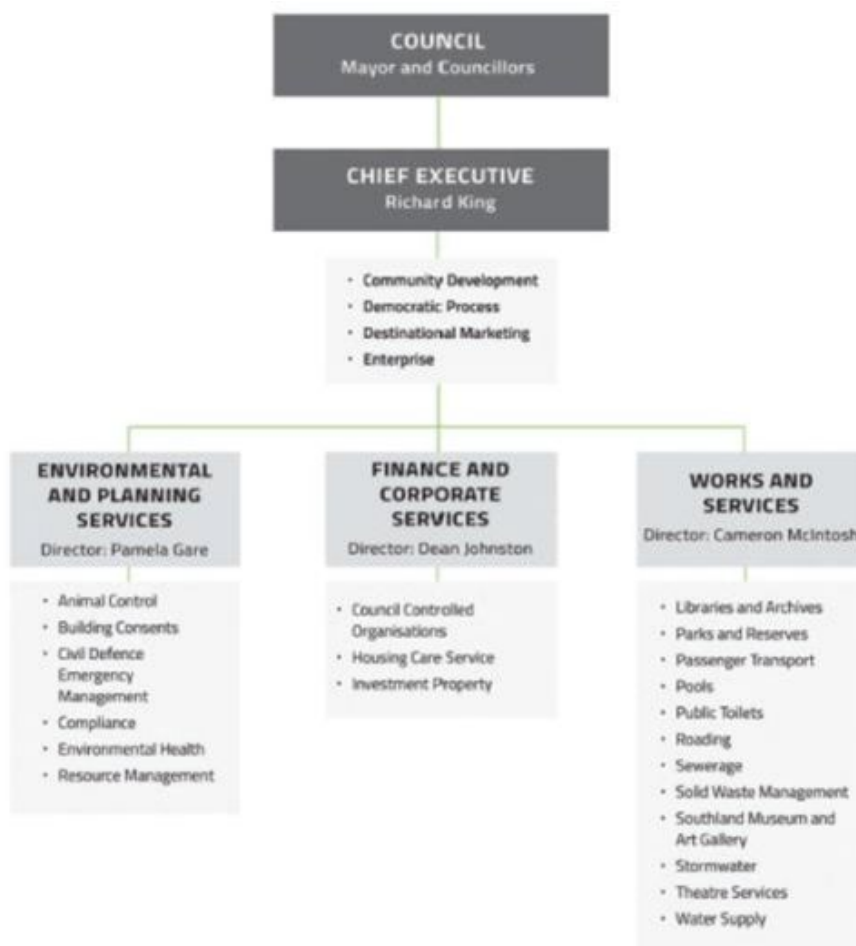 COUNCIL
Mayor and Councillors
CHIEF EXECUTIVE
Richard King
• Community Development
• Democratic Process
• Destinational Marketing
• Enterprise
ENVIRONMENTAL
AND PLANNING
SERVICES
Director: Pamela Gare
• Animal Control
• Building Consents
• Civil Defence
Emergency
Management
• Compliance
• Environmental Health
• Resource Management
FINANCE AND
CORPORATE
SERVICES
Director: Dean Johnston
• Council Controlled
Organisations
• Housing Care Service
• Investment Property
WORKS AND
SERVICES
Director: Cameron McIntosh
• Libraries and Archives
• Parks and Reserves
• Passenger Transport
• Pools
• Public Toilets
• Roading
• Sewerage
• Solid Waste Management
• Southland Museum and
Art Gallery
• Stormwater
• Theatre Services
• Water Supply